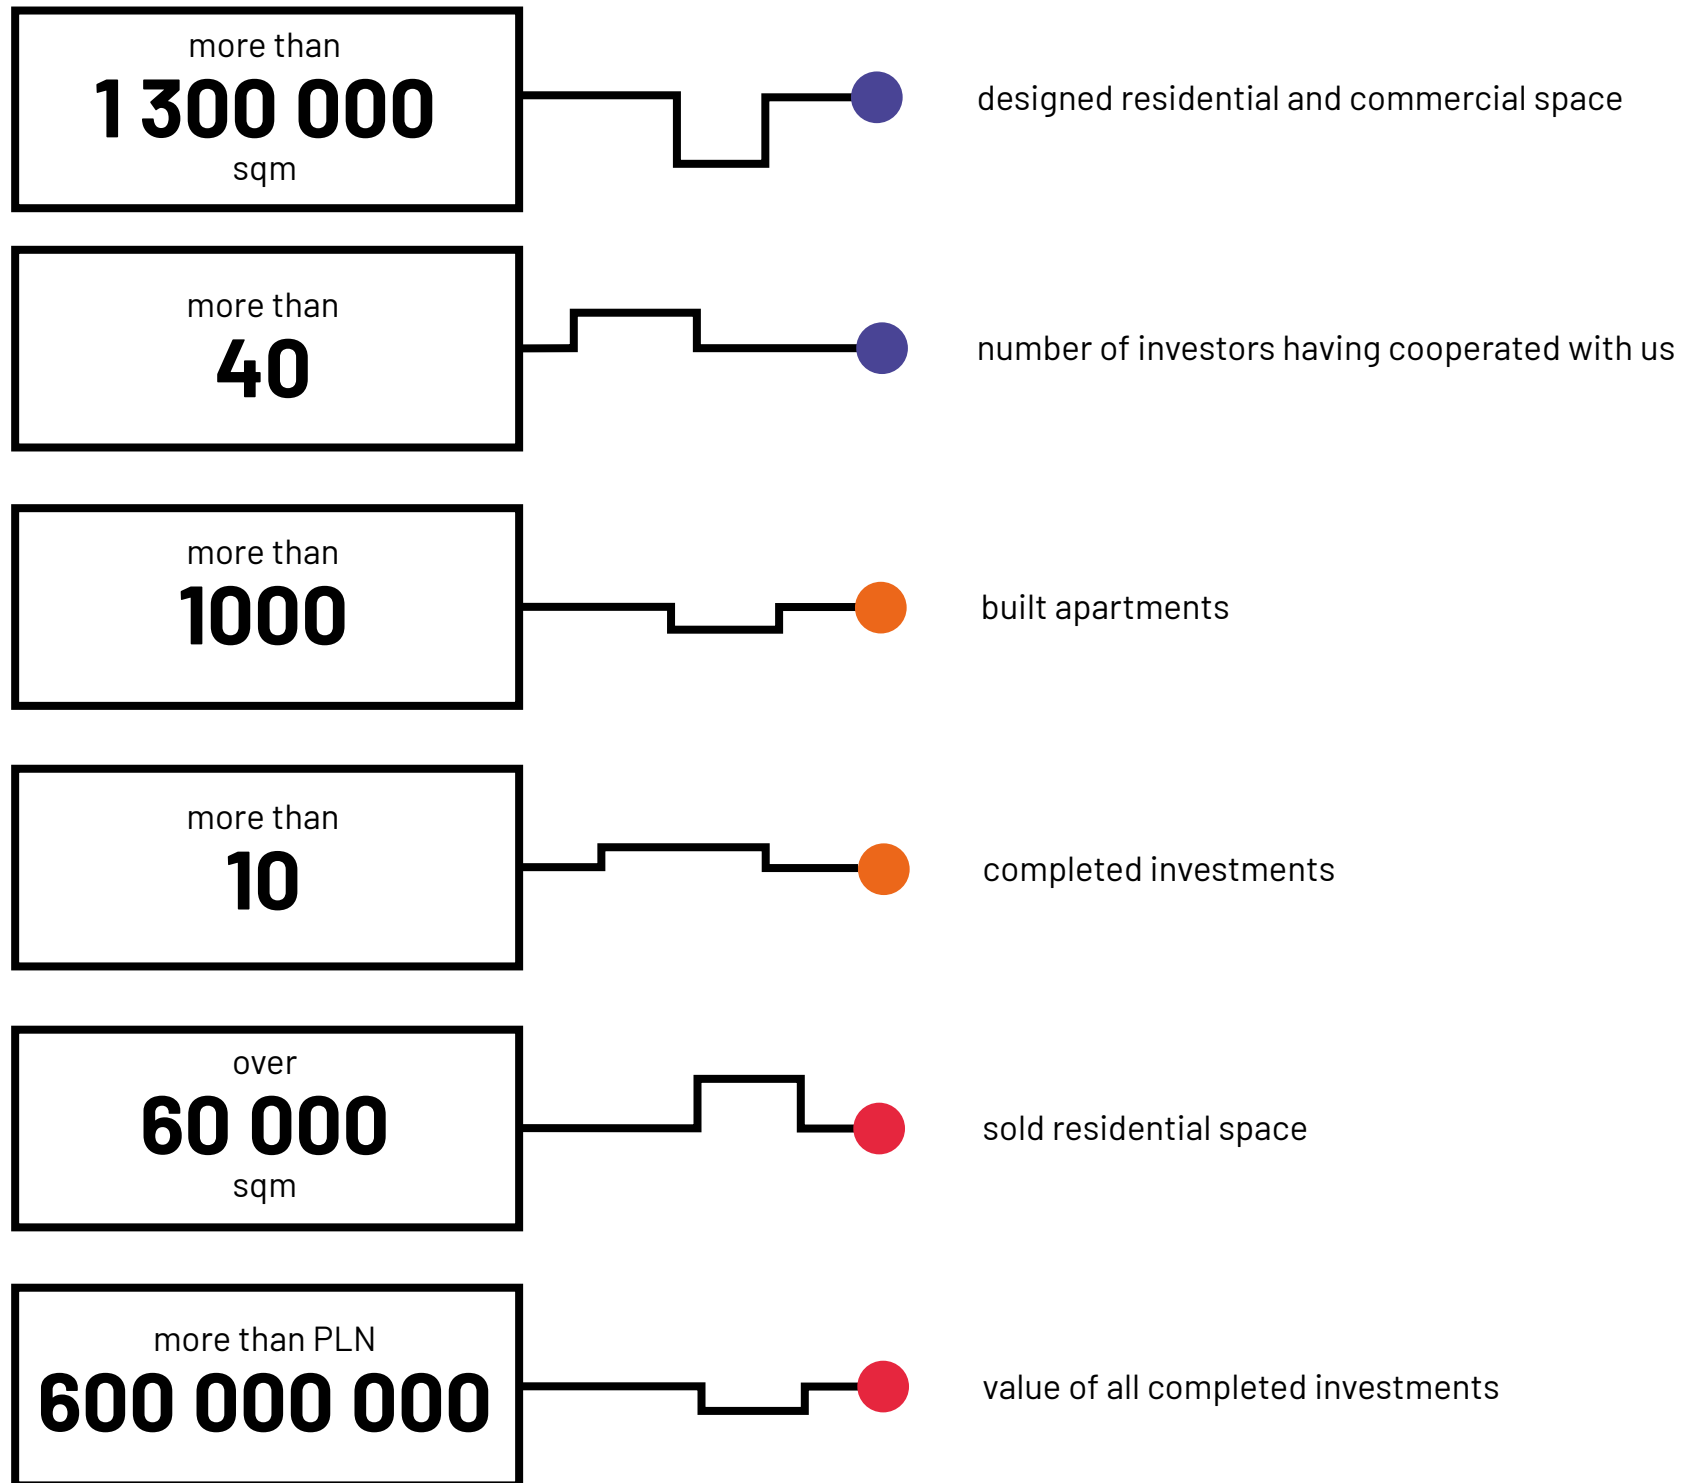 more than
1 300 000
sqm
designed residential and commercial space
more than
40
number of investors having cooperated with us
more than
1000
built apartments
more than
10
completed investments
over
60 000
sqm
sold residential space
more than PLN
600 000 000
value of all completed investments